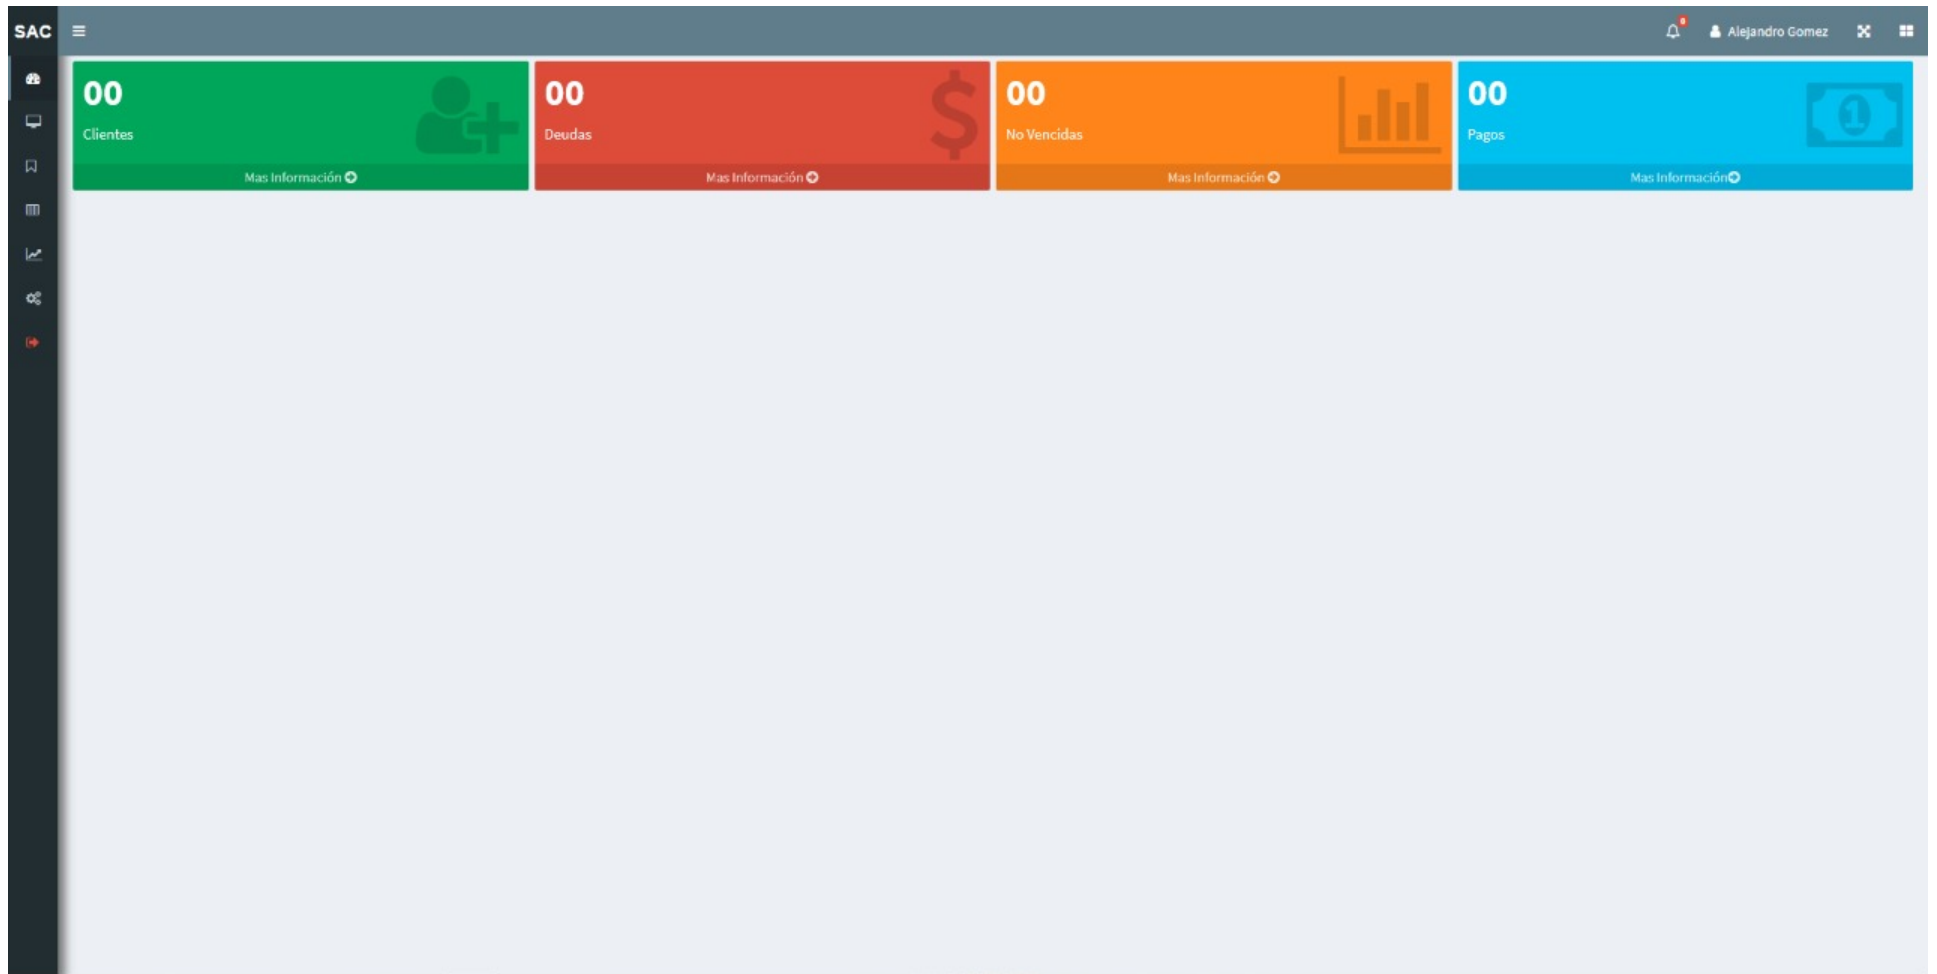 SAC
Alejandro Gomez
00
Clientes
Mas Información
00
Deudas
Mas Información
00
No Vencidas
Mas Información
00
Pagos
Mas Información